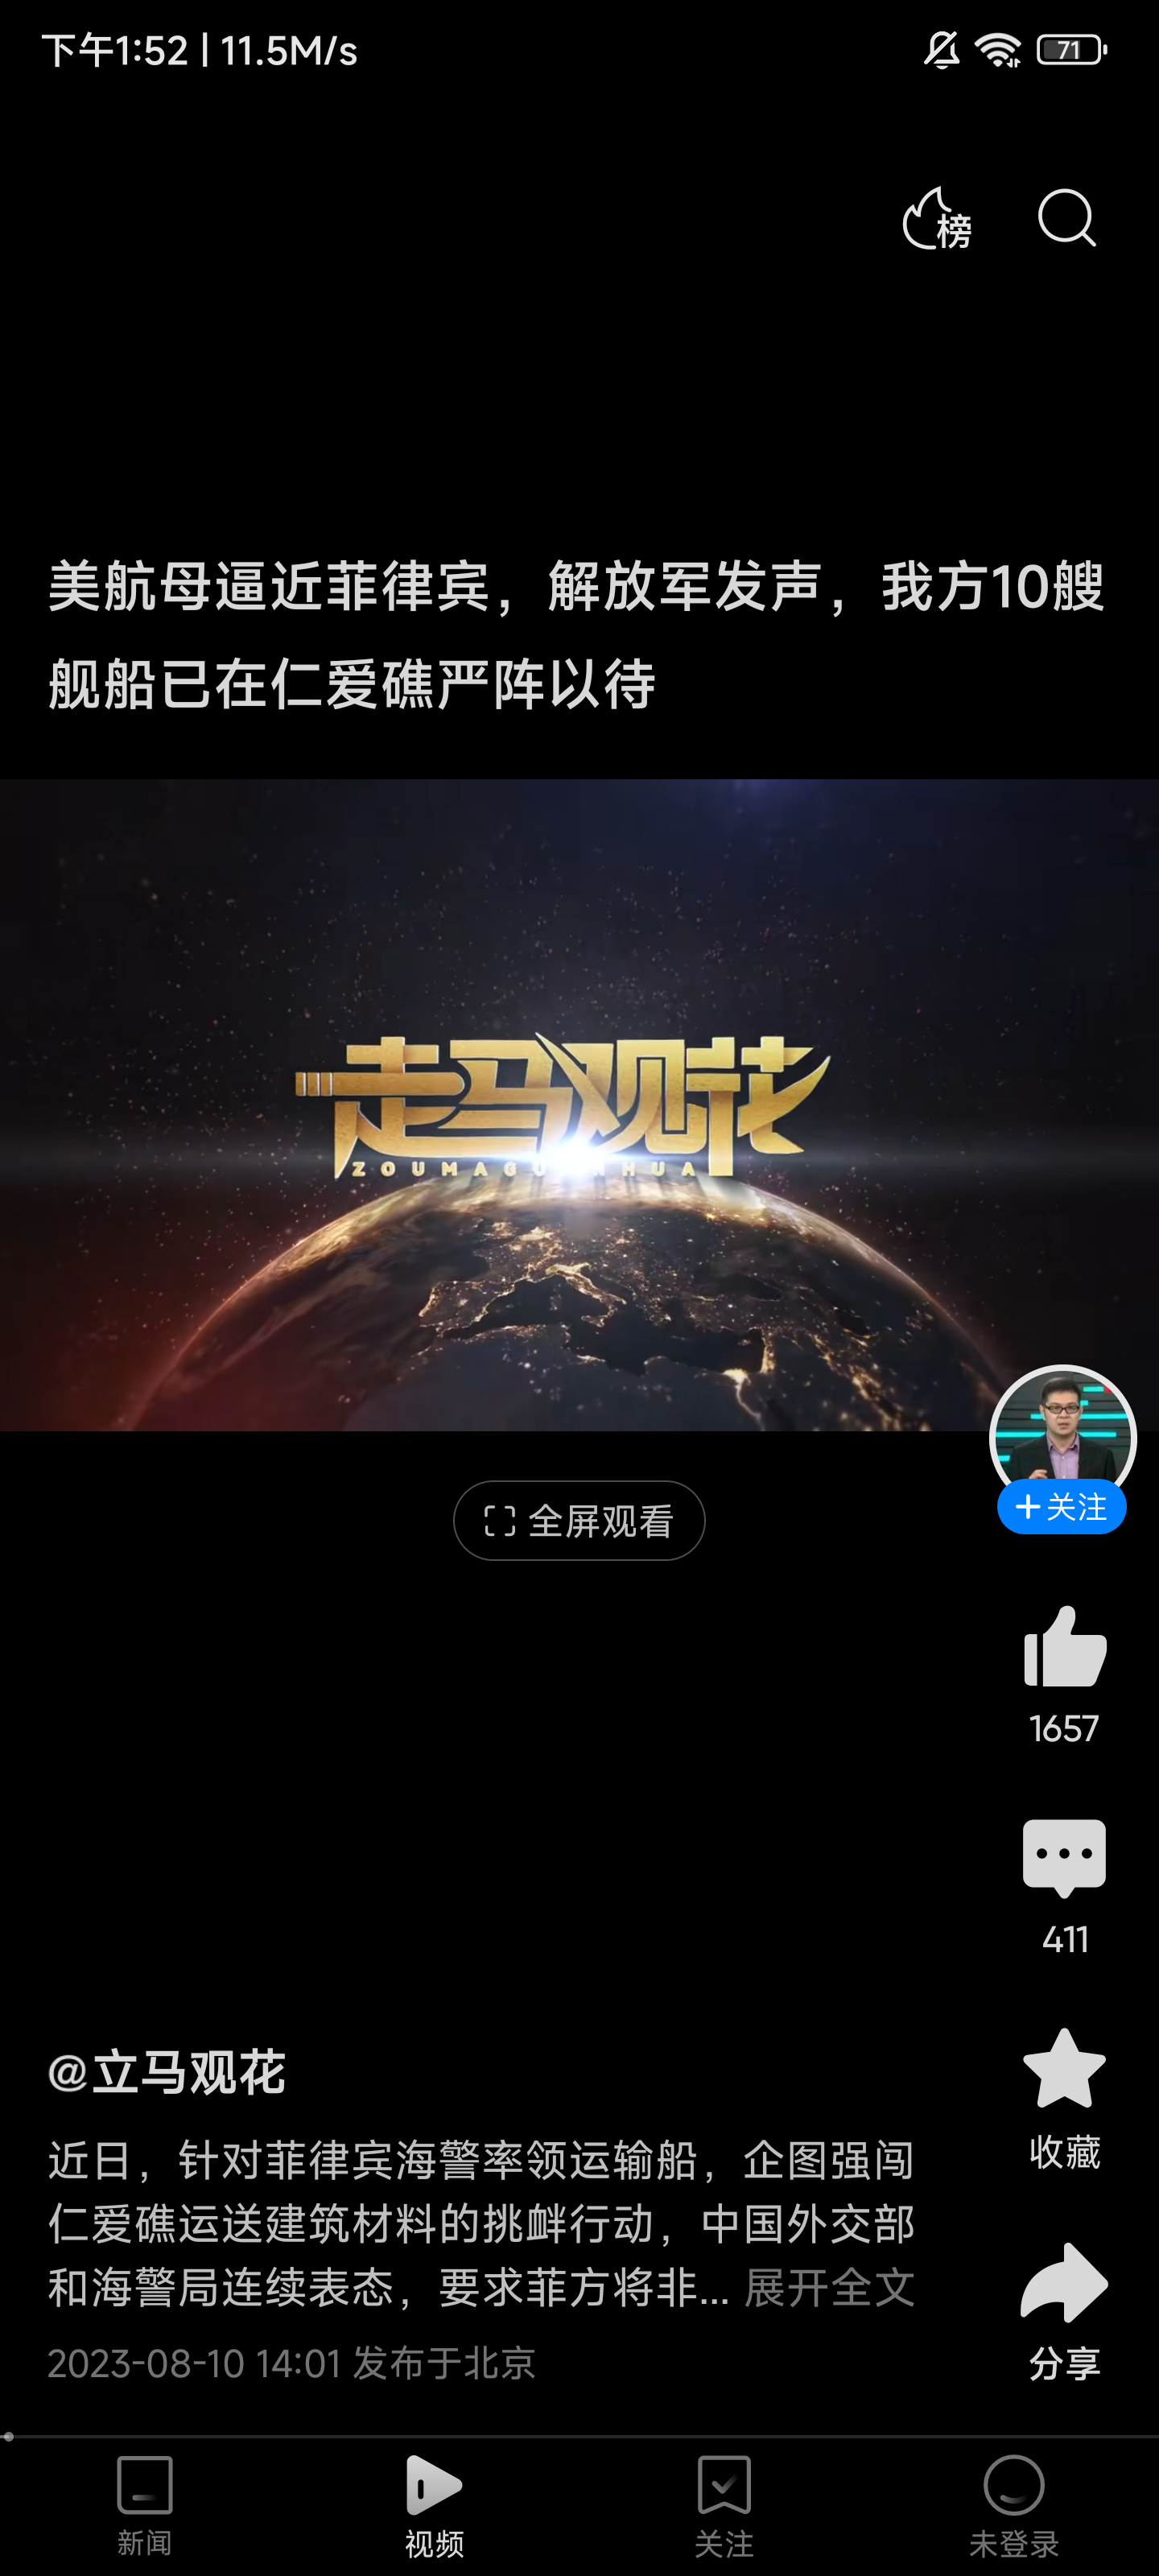 下午1:52 | 11.5M/s
71
榜
美航母逼近菲律宾，解放军发声，我方10艘
舰船已在仁爱礁严阵以待
走马观花
全屏观看
+关注
1657
411
@立马观花
收藏
近日，针对菲律宾海警率领运输船，企图强闯
仁爱礁运送建筑材料的挑衅行动，中国外交部
和海警局连续表态，要求菲方将非... 展开全文
分享
2023-08-10 14:01 发布于北京
新闻
视频
关注
未登录